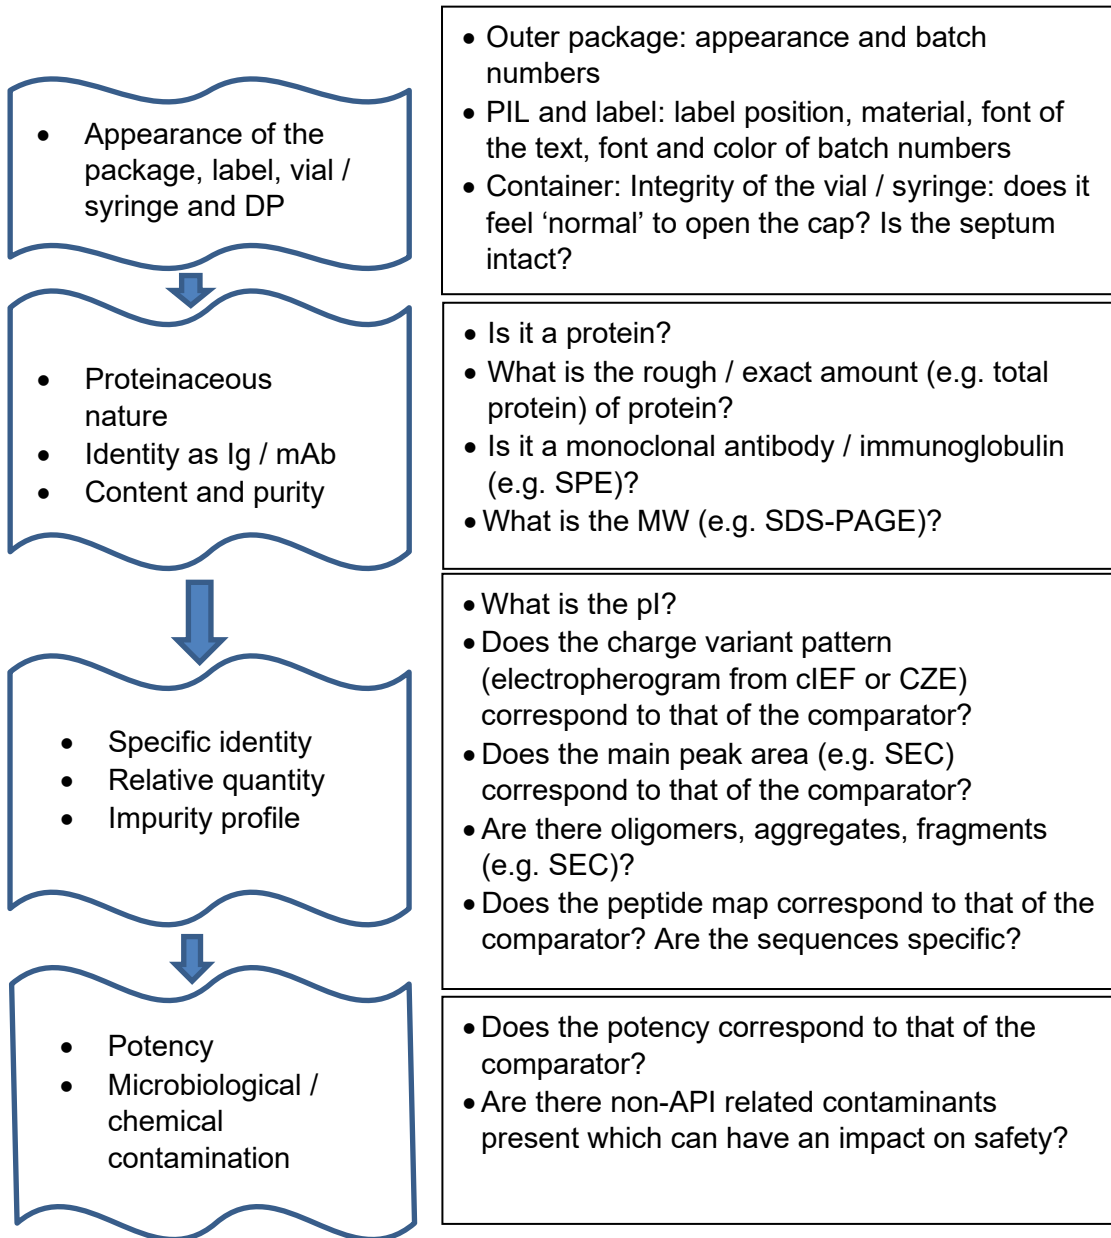 • Appearance of the
package, label, vial /
syringe and DP
• Outer package: appearance and batch
numbers
• PIL and label: label position, material, font of
the text, font and color of batch numbers
• Container: Integrity of the vial / syringe: does it
feel ‘normal’ to open the cap? Is the septum
intact?
• Proteinaceous
nature
• Identity as Ig / mAb
• Content and purity
• Is it a protein?
• What is the rough / exact amount (e.g. total
protein) of protein?
• Is it a monoclonal antibody / immunoglobulin
(e.g. SPE)?
• What is the MW (e.g. SDS-PAGE)?
• Specific identity
• Relative quantity
• Impurity profile
• What is the pI?
• Does the charge variant pattern
(electropherogram from cIEF or CZE)
correspond to that of the comparator?
• Does the main peak area (e.g. SEC)
correspond to that of the comparator?
• Are there oligomers, aggregates, fragments
(e.g. SEC)?
• Does the peptide map correspond to that of the
comparator? Are the sequences specific?
• Potency
• Microbiological /
chemical
contamination
• Does the potency correspond to that of the
comparator?
• Are there non-API related contaminants
present which can have an impact on safety?